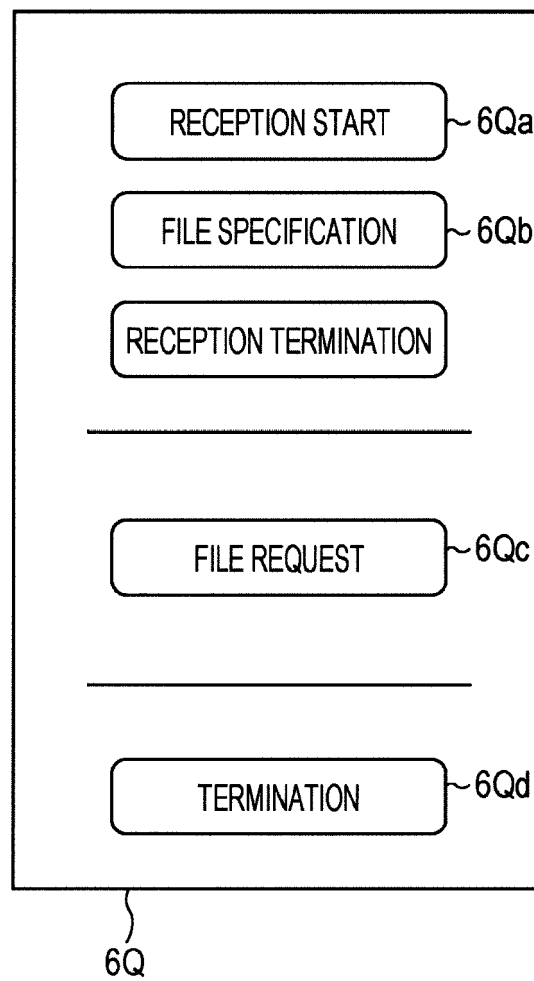 RECEPTION START 6Qa
FILE SPECIFICATION 6Qb
RECEPTION TERMINATION
FILE REQUEST 6Qc
TERMINATION 6Qd
6Q